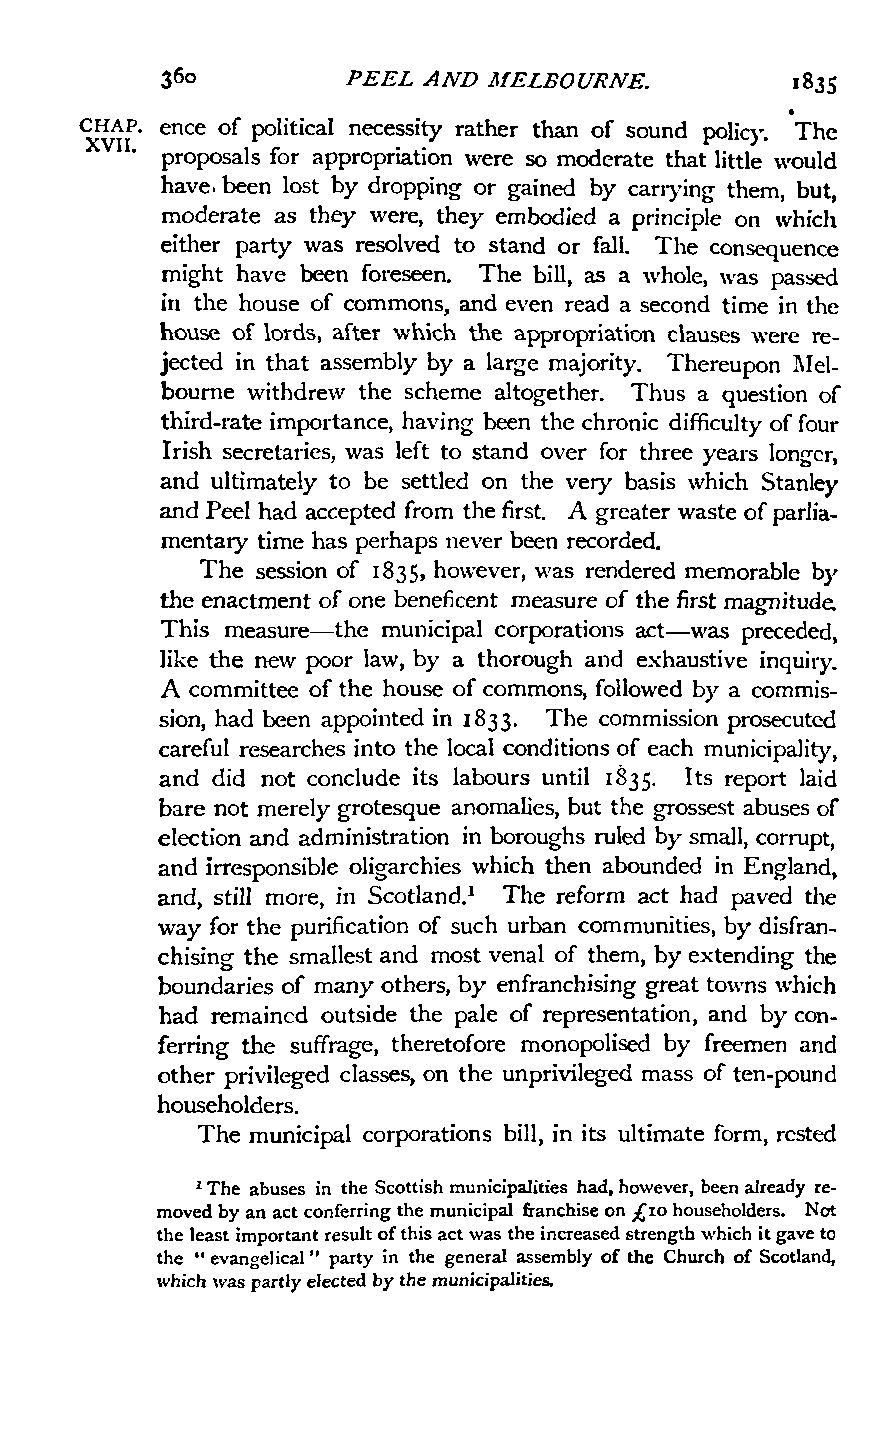 360 PEEL AND MELBOURNE. 1835
CHAP. XVII.
ence of political necessity rather than of sound policy. The
proposals for appropriation were so moderate that little would
have been lost by dropping or gained by carrying them, but,
moderate as they were, they embodied a principle on which
either party was resolved to stand or fall. The consequence
might have been foreseen. The bill, as a whole, was passed
in the house of commons, and even read a second time in the
house of lords, after which the appropriation clauses were re-
jected in that assembly by a large majority. Thereupon Mel-
bourne withdrew the scheme altogether. Thus a question of
third-rate importance, having been the chronic difficulty of four
Irish secretaries, was left to stand over for three years longer,
and ultimately to be settled on the very basis which Stanley
and Peel had accepted from the first. A greater waste of parlia-
mentary time has perhaps never been recorded.
The session of 1835, however, was rendered memorable by
the enactment of one beneficent measure of the first magnitude.
This measure—the municipal corporations act—was preceded,
like the new poor law, by a thorough and exhaustive inquiry.
A committee of the house of commons, followed by a commis-
sion, had been appointed in 1833. The commission prosecuted
careful researches into the local conditions of each municipality,
and did not conclude its labours until 1835. Its report laid
bare not merely grotesque anomalies, but the grossest abuses of
election and administration in boroughs ruled by small, corrupt,
and irresponsible oligarchies which then abounded in England,
and, still more, in Scotland.¹ The reform act had paved the
way for the purification of such urban communities, by disfran-
chising the smallest and most venal of them, by extending the
boundaries of many others, by enfranchising great towns which
had remained outside the pale of representation, and by con-
ferring the suffrage, theretofore monopolised by freemen and
other privileged classes, on the unprivileged mass of ten-pound
householders.
The municipal corporations bill, in its ultimate form, rested
¹ The abuses in the Scottish municipalities had, however, been already re-
moved by an act conferring the municipal franchise on £10 householders. Not
the least important result of this act was the increased strength which it gave to
the "evangelical" party in the general assembly of the Church of Scotland,
which was partly elected by the municipalities.